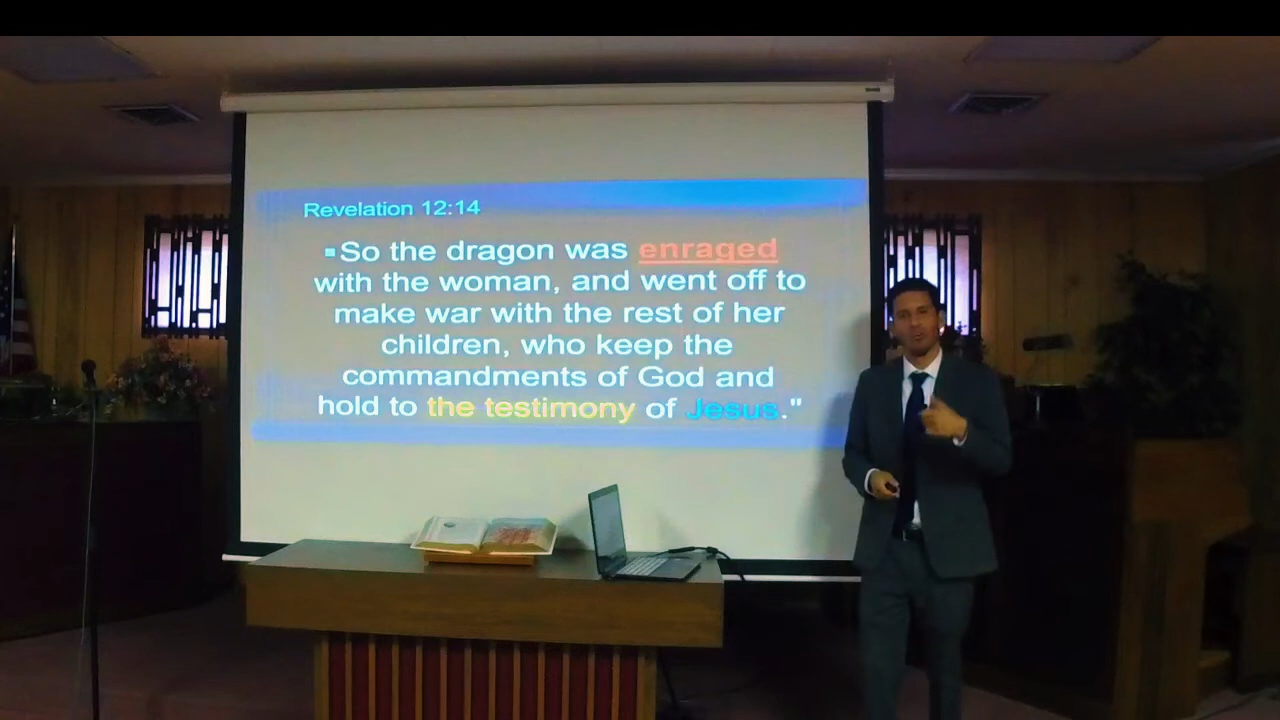 Revelation 12:14
▪So the dragon was enraged
with the woman, and went off to
make war with the rest of her
children, who keep the
commandments of God and
hold to the testimony of Jesus."